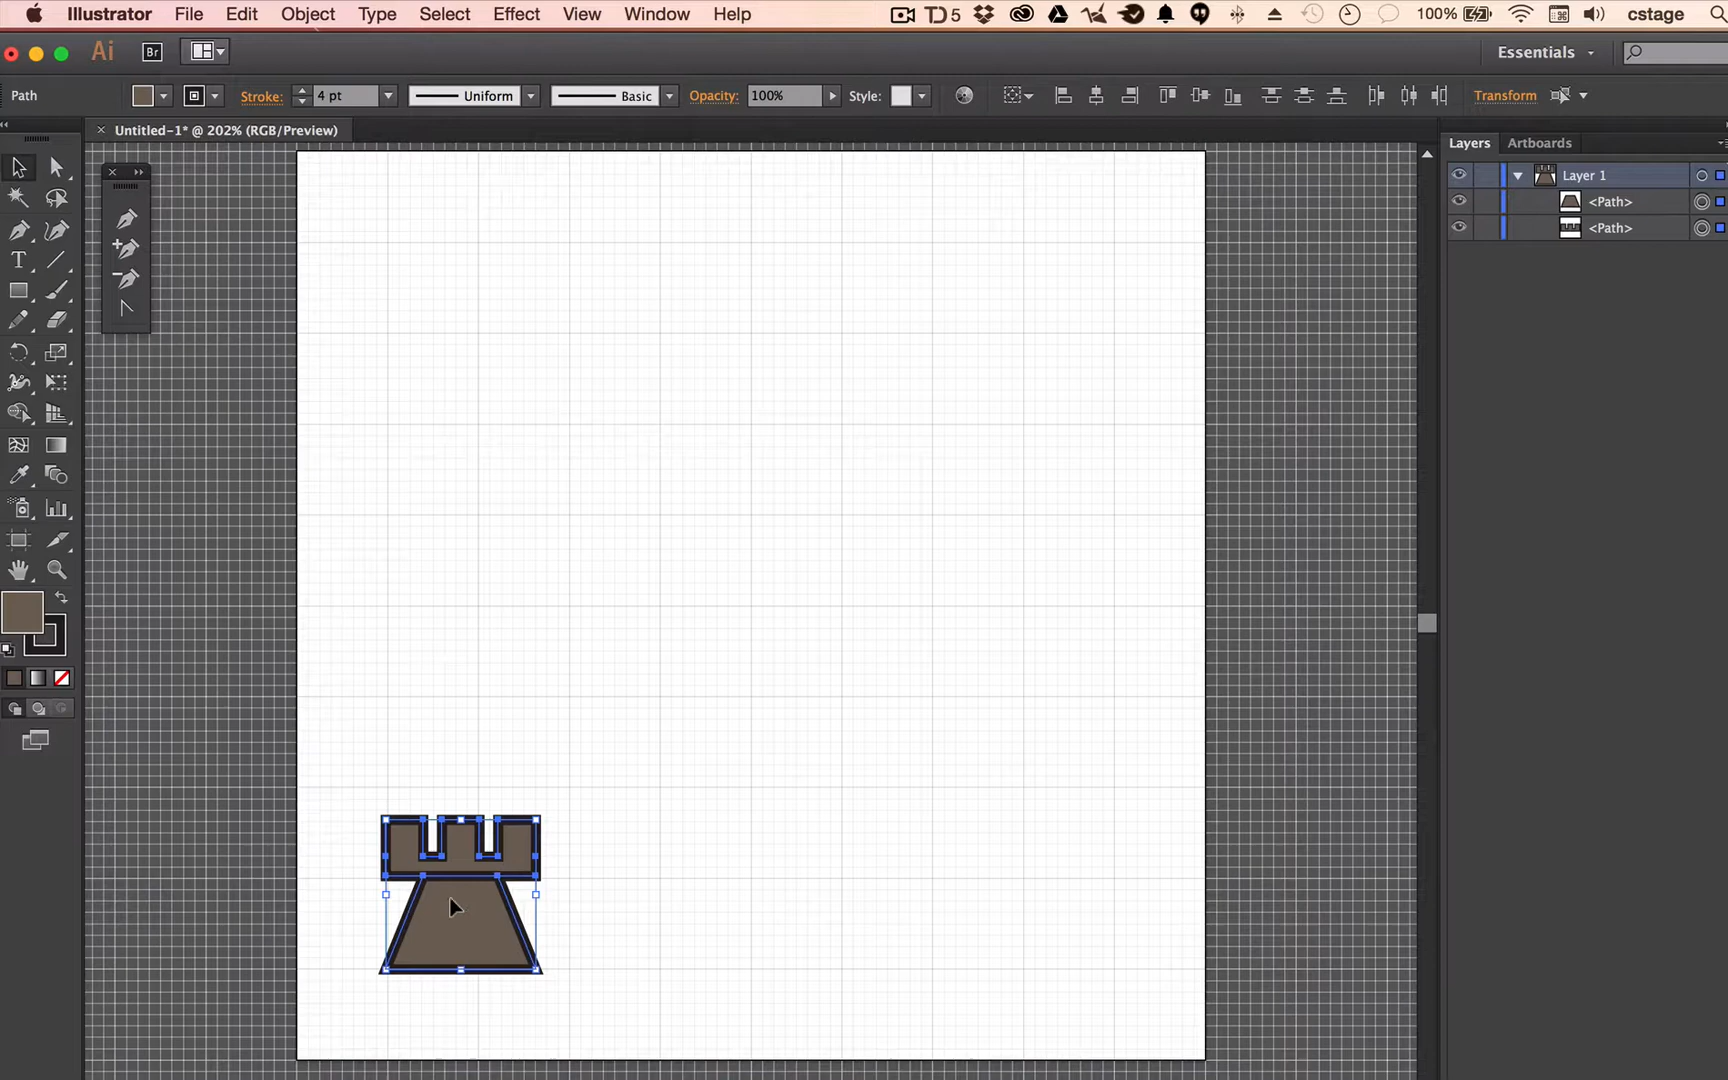 Illustrator File Edit Object Type Select Effect View Window Help TD 5 100% cstage
Ai Br Essentials
Path Stroke: 4 pt Uniform Basic Opacity: 100% Style: Transform
Untitled-1* @ 202% (RGB/Preview)
Layers Artboards
Layer 1
<Path>
<Path>
T